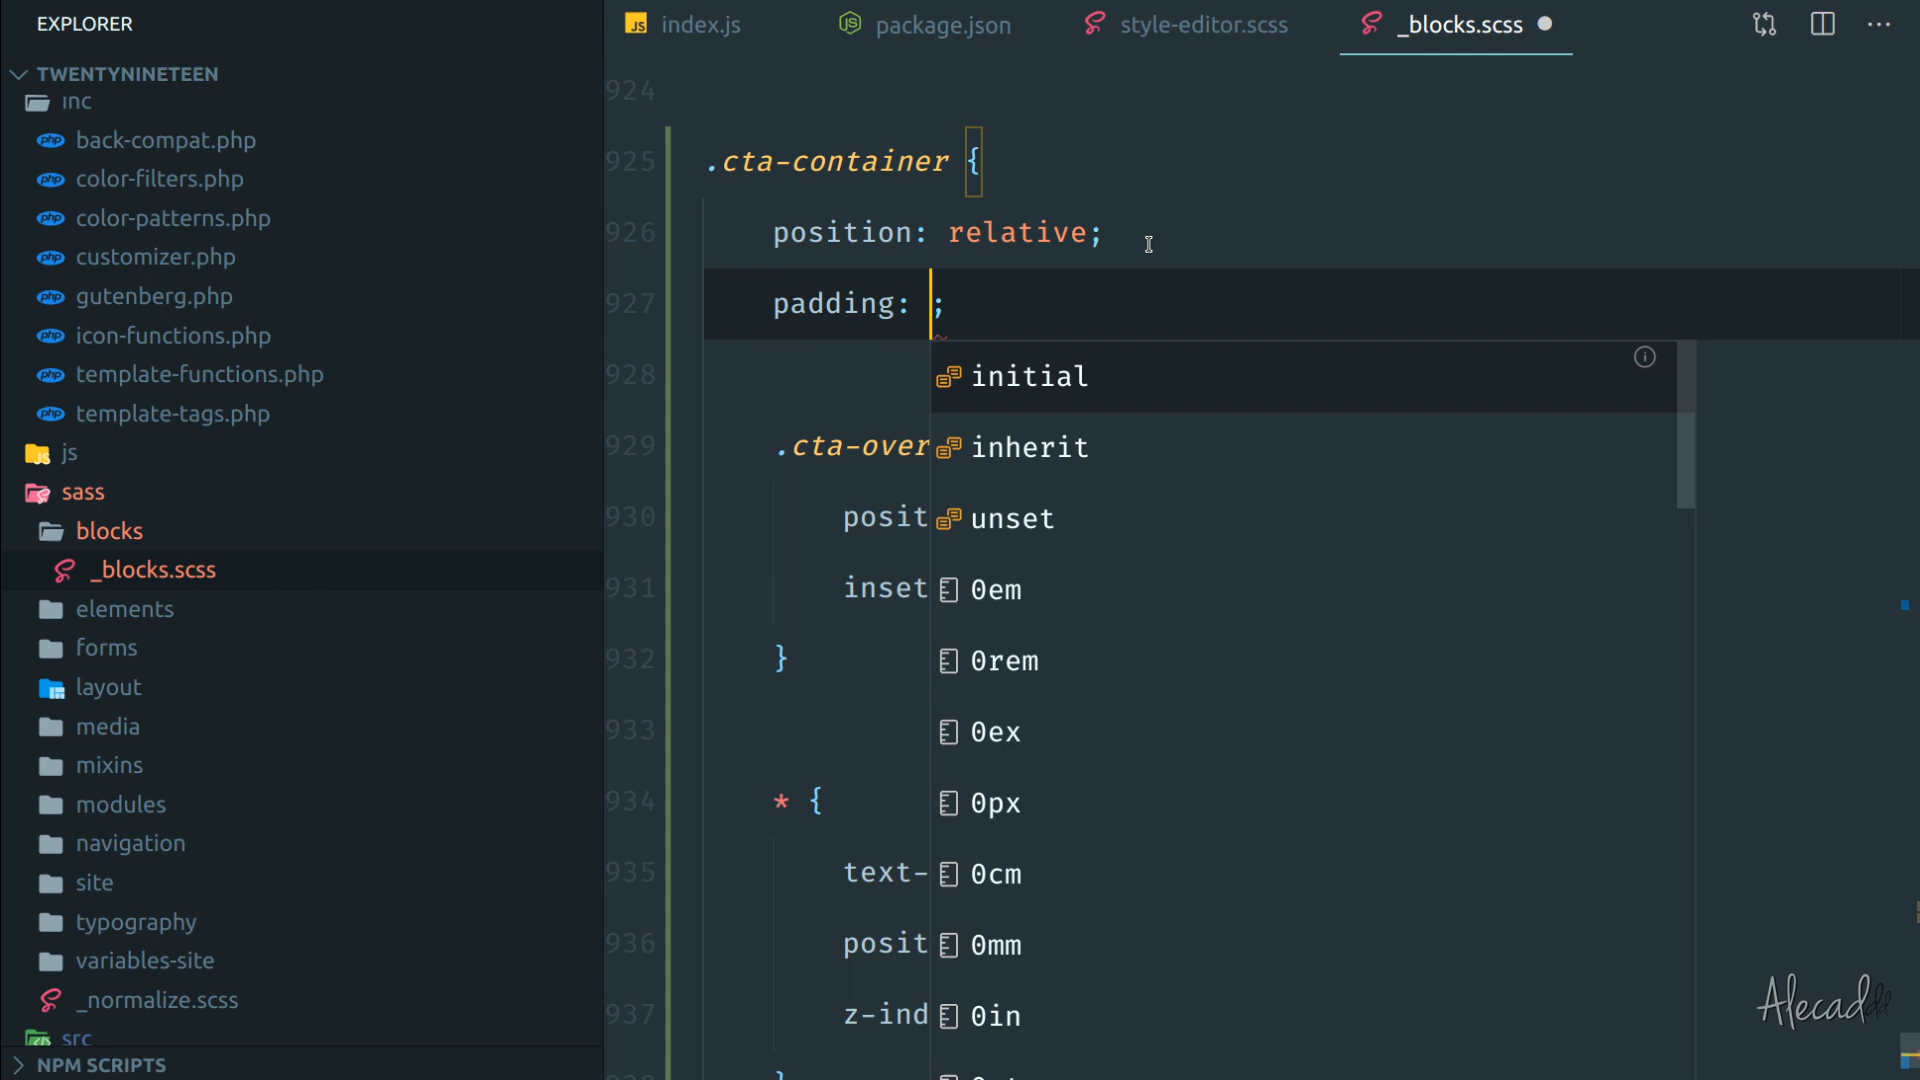 EXPLORER
TWENTYNINETEEN
inc
back-compat.php
color-filters.php
color-patterns.php
customizer.php
gutenberg.php
icon-functions.php
template-functions.php
template-tags.php
js
sass
blocks
_blocks.scss
elements
forms
layout
media
mixins
modules
navigation
site
typography
variables-site
_normalize.scss
src
NPM SCRIPTS
index.js
package.json
style-editor.scss
_blocks.scss
924
925 .cta-container {
926 position: relative;
927 padding: ;
928
929 .cta-over
930 posit
931 inset
932 }
933
934 * {
935 text-
936 posit
937 z-ind
}
initial
inherit
unset
0em
0rem
0ex
0px
0cm
0mm
0in
Alecaddd